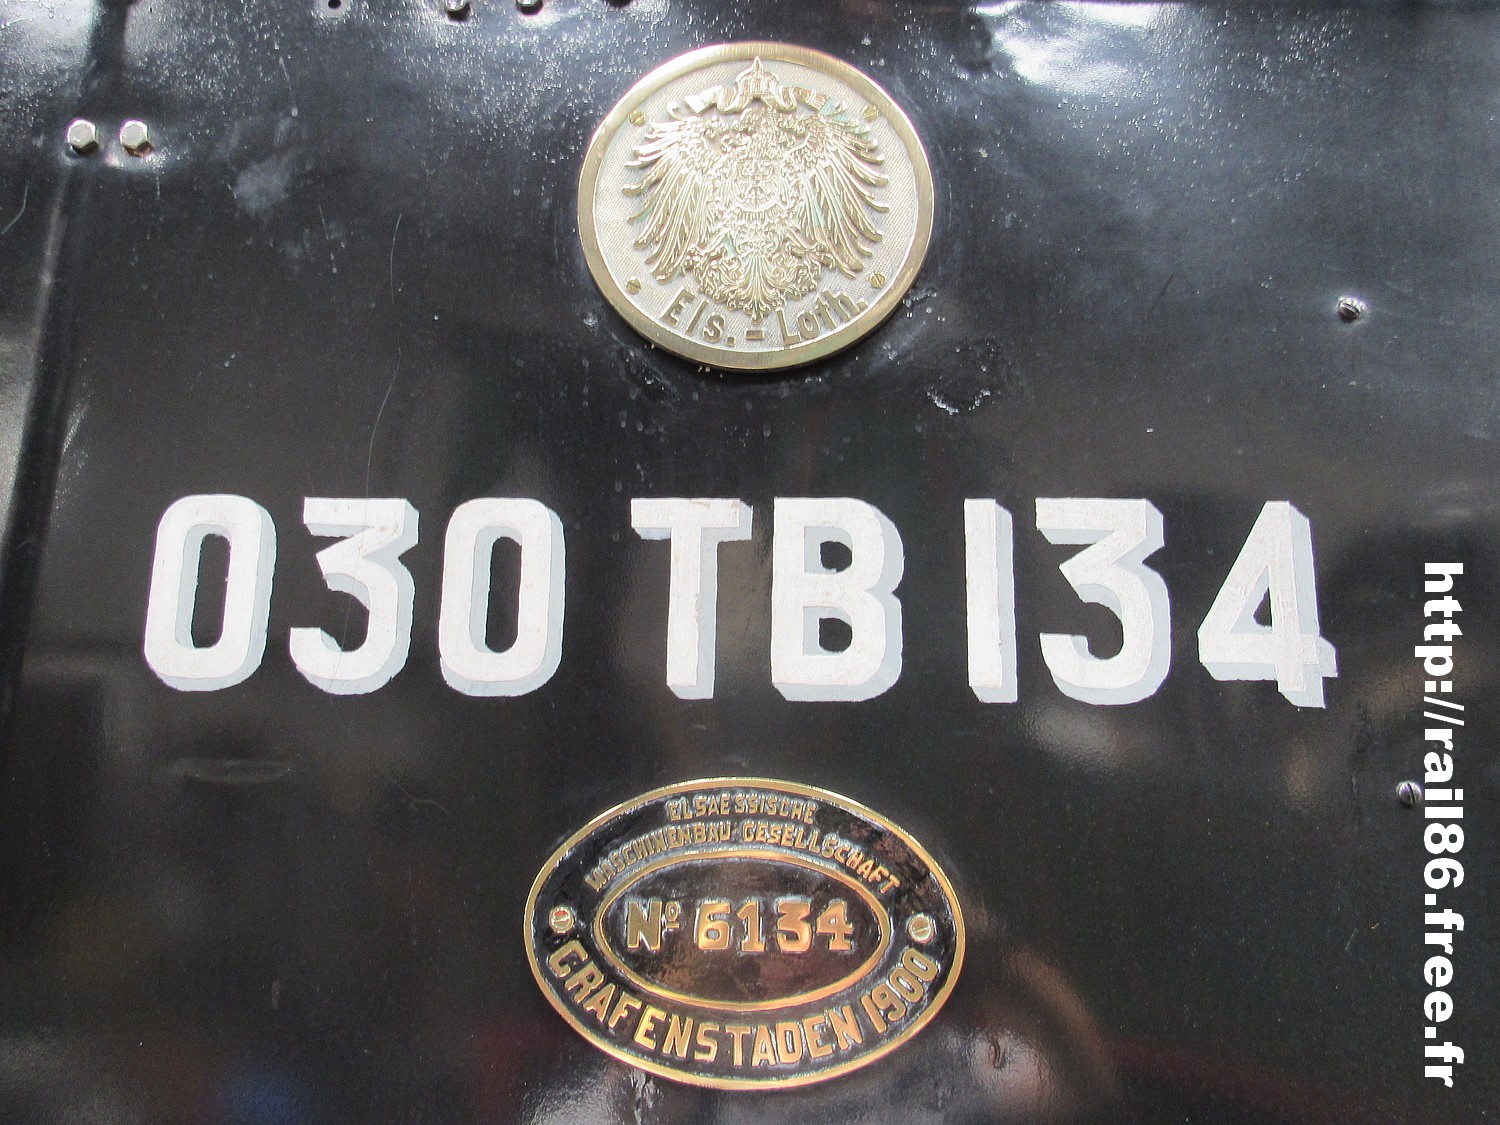 Els. - Loth.
030 TB 134
ELSAESSISCHE
MASCHINENBAU-GESELLSCHAFT
Nº 6134
GRAFENSTADEN 1900
http://rail86.free.fr